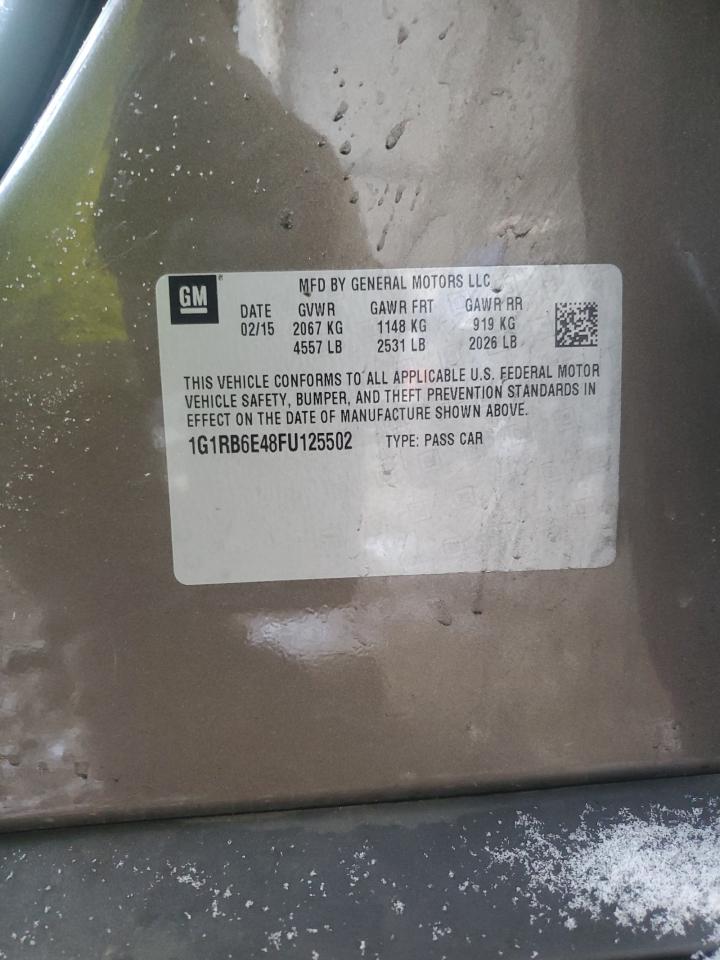 GM ®
MFD BY GENERAL MOTORS LLC
DATE GVWR GAWR FRT GAWR RR
02/15 2067 KG 1148 KG 919 KG
4557 LB 2531 LB 2026 LB
THIS VEHICLE CONFORMS TO ALL APPLICABLE U.S. FEDERAL MOTOR
VEHICLE SAFETY, BUMPER, AND THEFT PREVENTION STANDARDS IN
EFFECT ON THE DATE OF MANUFACTURE SHOWN ABOVE.
1G1RB6E48FU125502 TYPE: PASS CAR